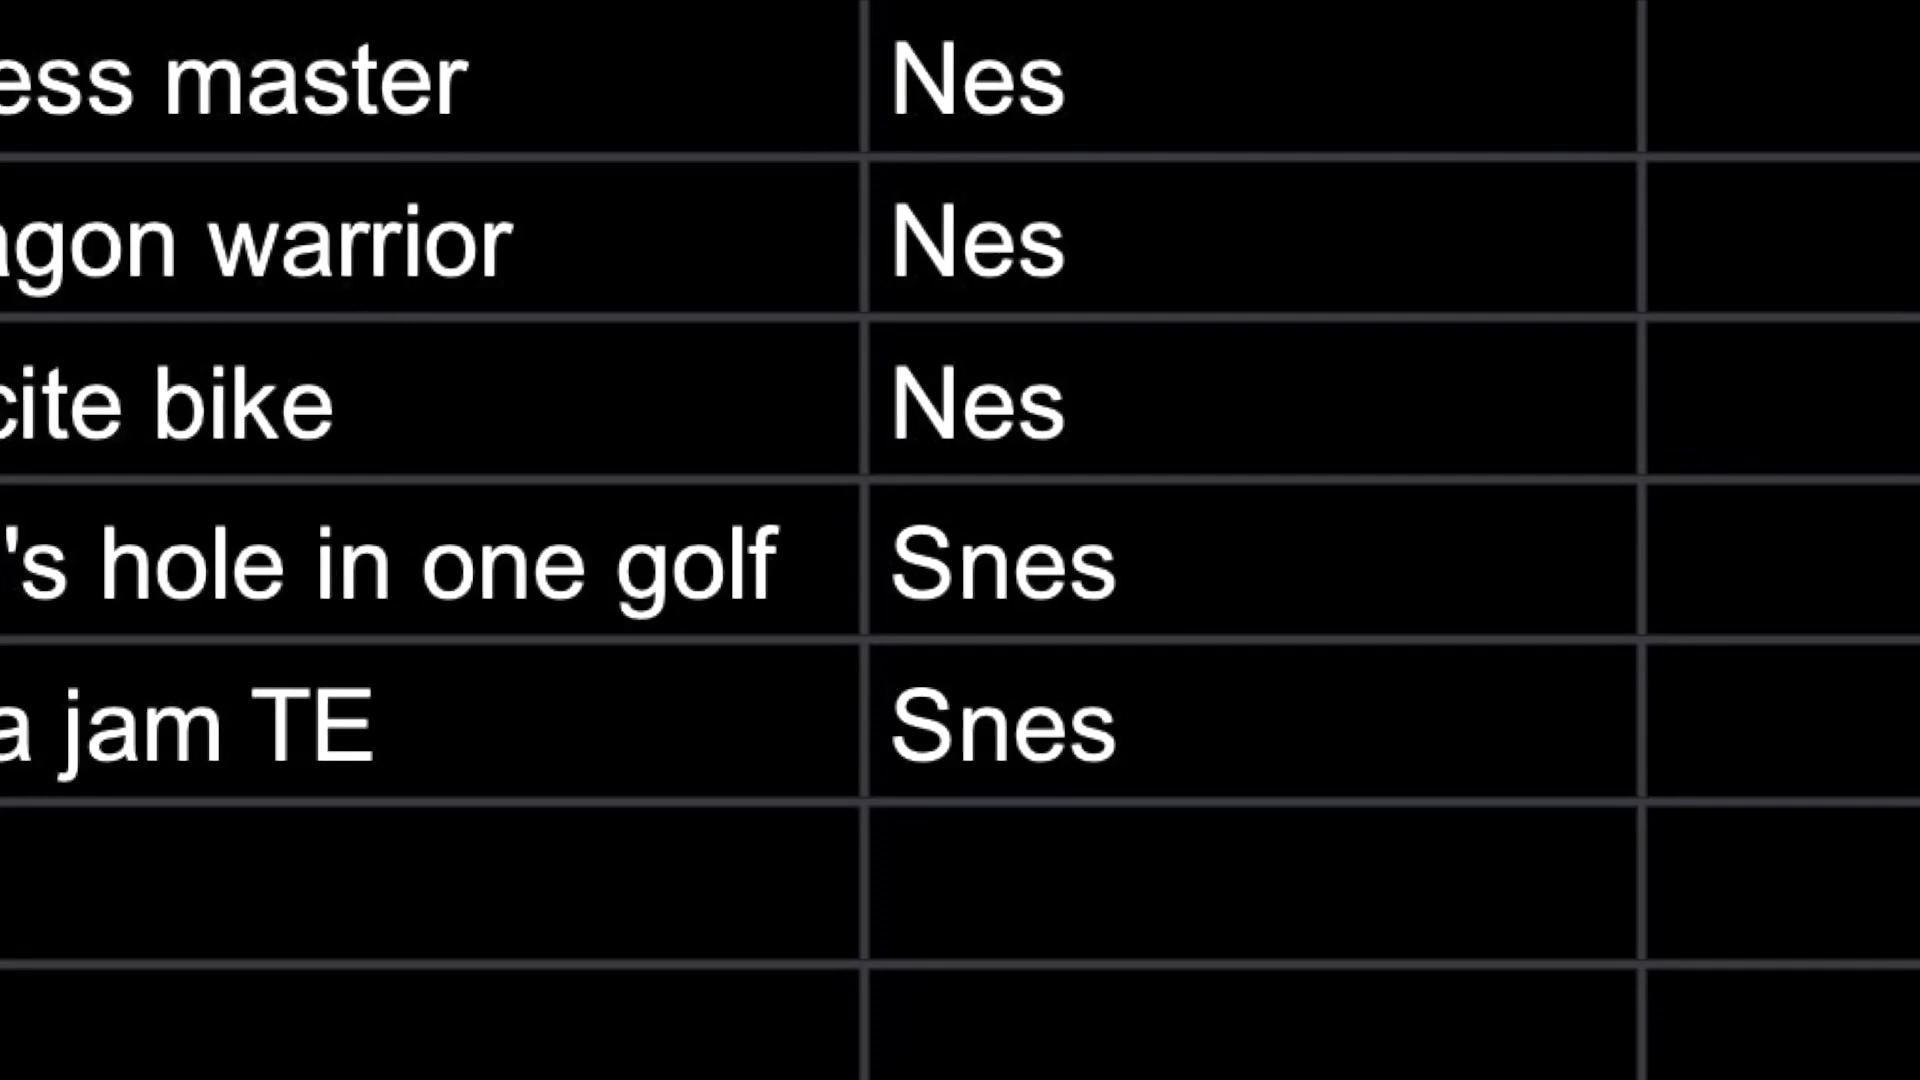 ess master Nes
agon warrior Nes
cite bike Nes
's hole in one golf Snes
a jam TE Snes